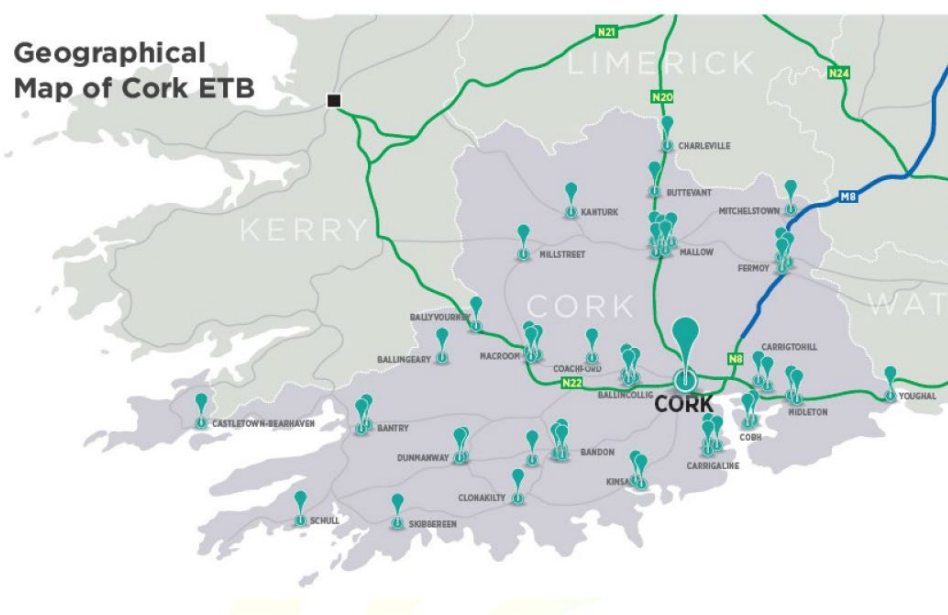 Geographical
Map of Cork ETB
N21
LIMERICK
N24
N20
CHARLEVILLE
BUTTEVANT
KANTURK
MITCHELSTOWN
M8
KERRY
MILLSTREET
MALLOW
FERMOY
CORK
WAT
BALLYVOURNEY
BALLINGEARY
MACROOM
COACHFORD
N8
CARRIGTOHILL
N22
BALLINCOLLIG
CORK
MIDLETON
YOUGHAL
CASTLETOWN-BEARHAVEN
BANTRY
COBH
DUNMANWAY
BANDON
CARRIGALINE
CLONAKILTY
KINSA
SCHULL
SKIBBEREEN